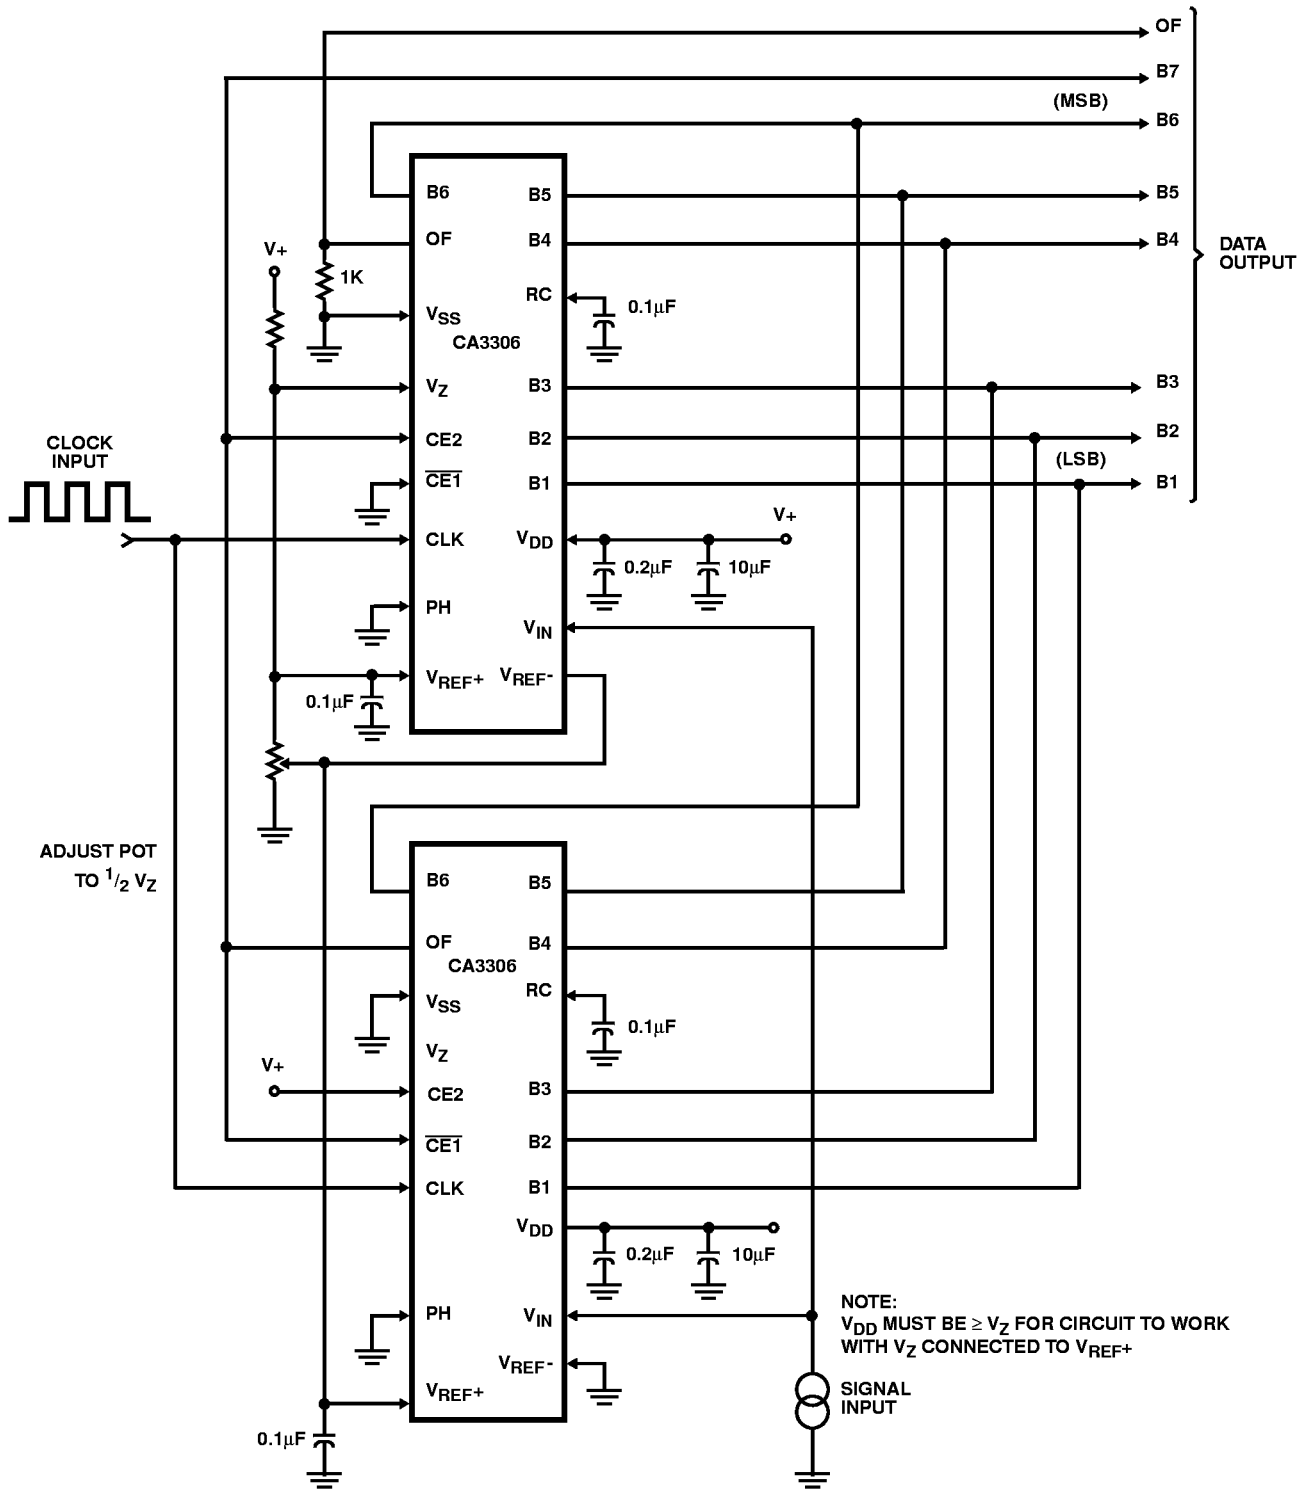 OF
B7
(MSB)
B6
B6
B5
B5
OF
B4
B4
DATA
OUTPUT
V+
1K
RC
0.1µF
VSS
CA3306
VZ
B3
B3
CE2
B2
B2
CLOCK
INPUT
(LSB)
CE1
B1
B1
V+
CLK
VDD
0.2µF
10µF
PH
VIN
VREF+
VREF-
0.1µF
ADJUST POT
TO 1/2 VZ
B6
B5
OF
B4
CA3306
RC
VSS
0.1µF
VZ
V+
CE2
B3
CE1
B2
CLK
B1
VDD
0.2µF
10µF
PH
VIN
NOTE:
VDD MUST BE ≥ VZ FOR CIRCUIT TO WORK
WITH VZ CONNECTED TO VREF+
VREF-
VREF+
SIGNAL
INPUT
0.1µF